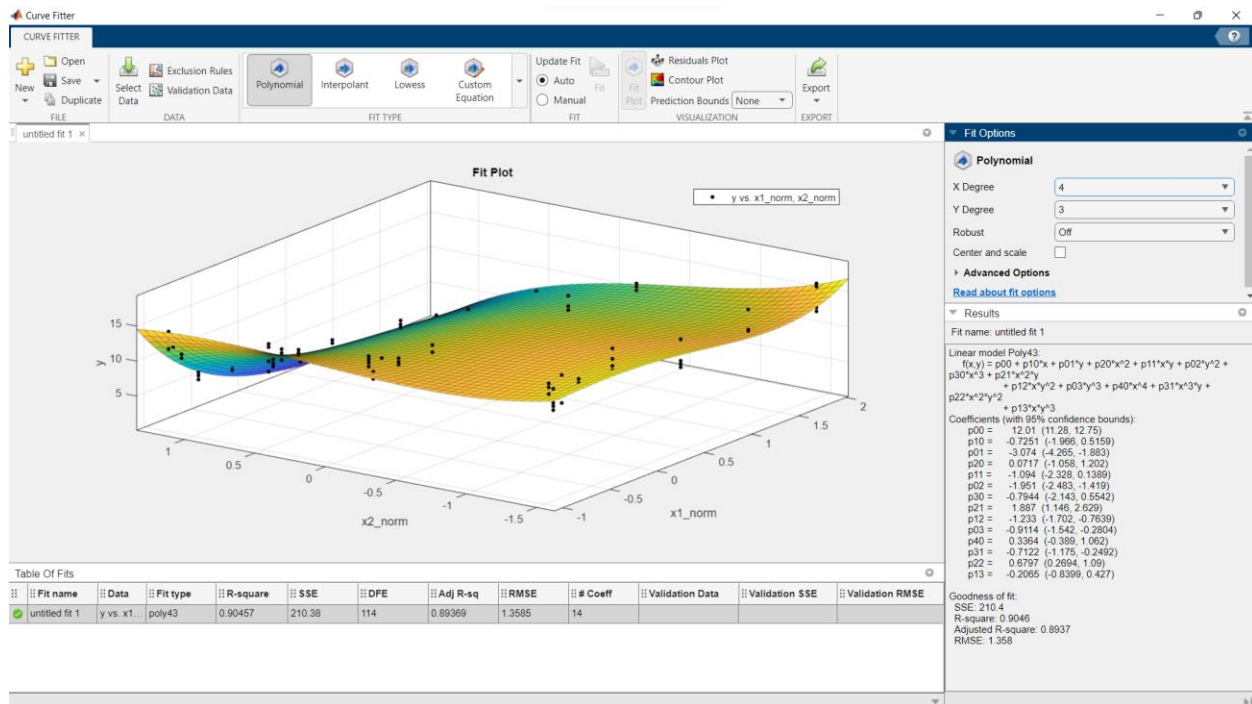 Curve Fitter
CURVE FITTER
New
Open
Save
Duplicate
FILE
Select Data
Exclusion Rules
Validation Data
DATA
Polynomial
Interpolant
Lowess
Custom Equation
FIT TYPE
Update Fit
Auto
Manual
Fit
FIT
Fit Plot
Residuals Plot
Contour Plot
Prediction Bounds None
VISUALIZATION
Export
EXPORT
untitled fit 1
Fit Plot
y vs. x1_norm, x2_norm
15
10
5
y
1
0.5
0
-0.5
-1
-1.5
x2_norm
-1
-0.5
0
0.5
1
1.5
2
x1_norm
Table Of Fits
Fit name Data Fit type R-square SSE DFE Adj R-sq RMSE # Coeff Validation Data Validation SSE Validation RMSE
untitled fit 1 y vs. x1... poly43 0.90457 210.38 114 0.89369 1.3585 14
Fit Options
Polynomial
X Degree 4
Y Degree 3
Robust Off
Center and scale
Advanced Options
Read about fit options
Results
Fit name: untitled fit 1
Linear model Poly43:
f(x,y) = p00 + p10*x + p01*y + p20*x^2 + p11*x*y + p02*y^2 +
p30*x^3 + p21*x^2*y
+ p12*x*y^2 + p03*y^3 + p40*x^4 + p31*x^3*y +
p22*x^2*y^2
+ p13*x*y^3
Coefficients (with 95% confidence bounds):
p00 = 12.01 (11.28, 12.75)
p10 = -0.7251 (-1.966, 0.5159)
p01 = -3.074 (-4.265, -1.883)
p20 = 0.0717 (-1.058, 1.202)
p11 = -1.094 (-2.328, 0.1389)
p02 = -1.951 (-2.483, -1.419)
p30 = -0.7944 (-2.143, 0.5542)
p21 = 1.887 (1.146, 2.629)
p12 = -1.233 (-1.702, -0.7639)
p03 = -0.9114 (-1.542, -0.2804)
p40 = 0.3364 (-0.389, 1.062)
p31 = -0.7122 (-1.175, -0.2492)
p22 = 0.6797 (0.2694, 1.09)
p13 = -0.2065 (-0.8399, 0.427)
Goodness of fit:
SSE: 210.4
R-square: 0.9046
Adjusted R-square: 0.8937
RMSE: 1.358